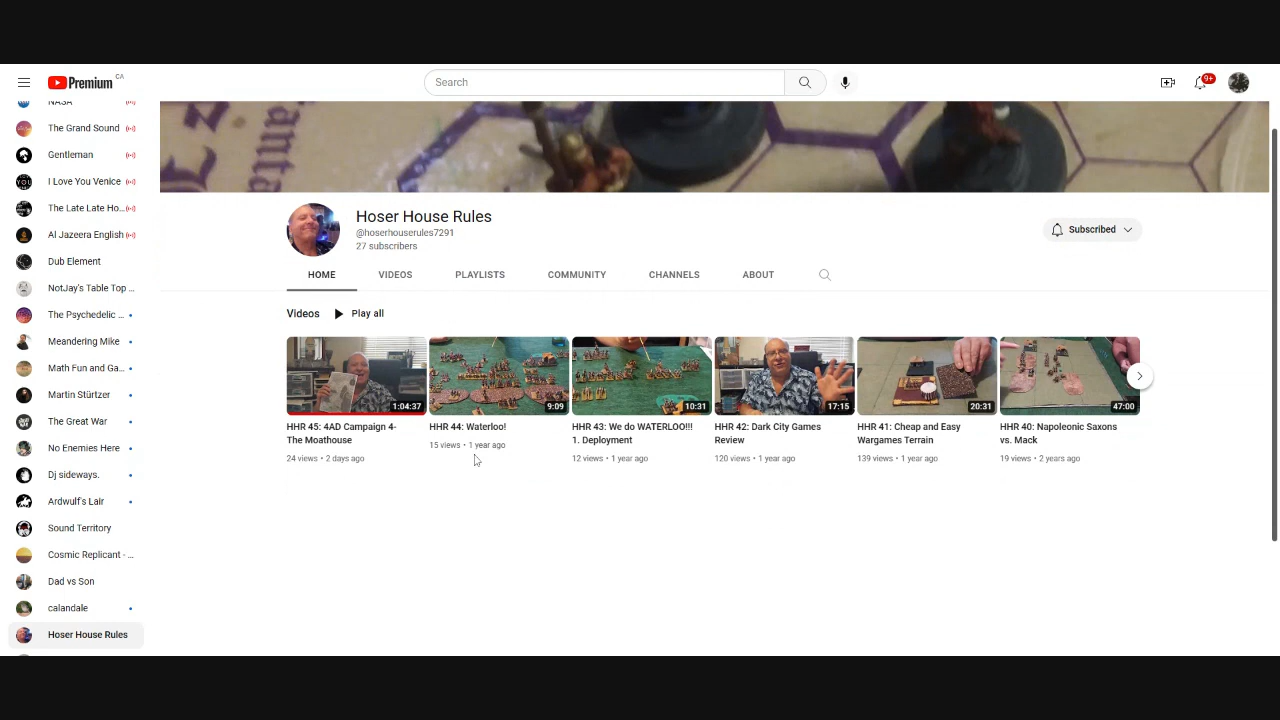 Premium CA
Search
9+
NASA
The Grand Sound
Gentleman
I Love You Venice
The Late Late Ho...
Al Jazeera English
Dub Element
NotJay's Table Top ...
The Psychedelic ...
Meandering Mike
Math Fun and Ga...
Martin Stürtzer
The Great War
No Enemies Here
Dj sideways.
Ardwulf's Lair
Sound Territory
Cosmic Replicant - ...
Dad vs Son
calandale
Hoser House Rules
Hoser House Rules
@hoserhouserules7291
27 subscribers
Subscribed
HOME VIDEOS PLAYLISTS COMMUNITY CHANNELS ABOUT
Videos Play all
1:04:37
HHR 45: 4AD Campaign 4-
The Moathouse
24 views • 2 days ago
9:09
HHR 44: Waterloo!
15 views • 1 year ago
10:31
HHR 43: We do WATERLOO!!!
1. Deployment
12 views • 1 year ago
17:15
HHR 42: Dark City Games
Review
120 views • 1 year ago
20:31
HHR 41: Cheap and Easy
Wargames Terrain
139 views • 1 year ago
47:00
HHR 40: Napoleonic Saxons
vs. Mack
19 views • 2 years ago